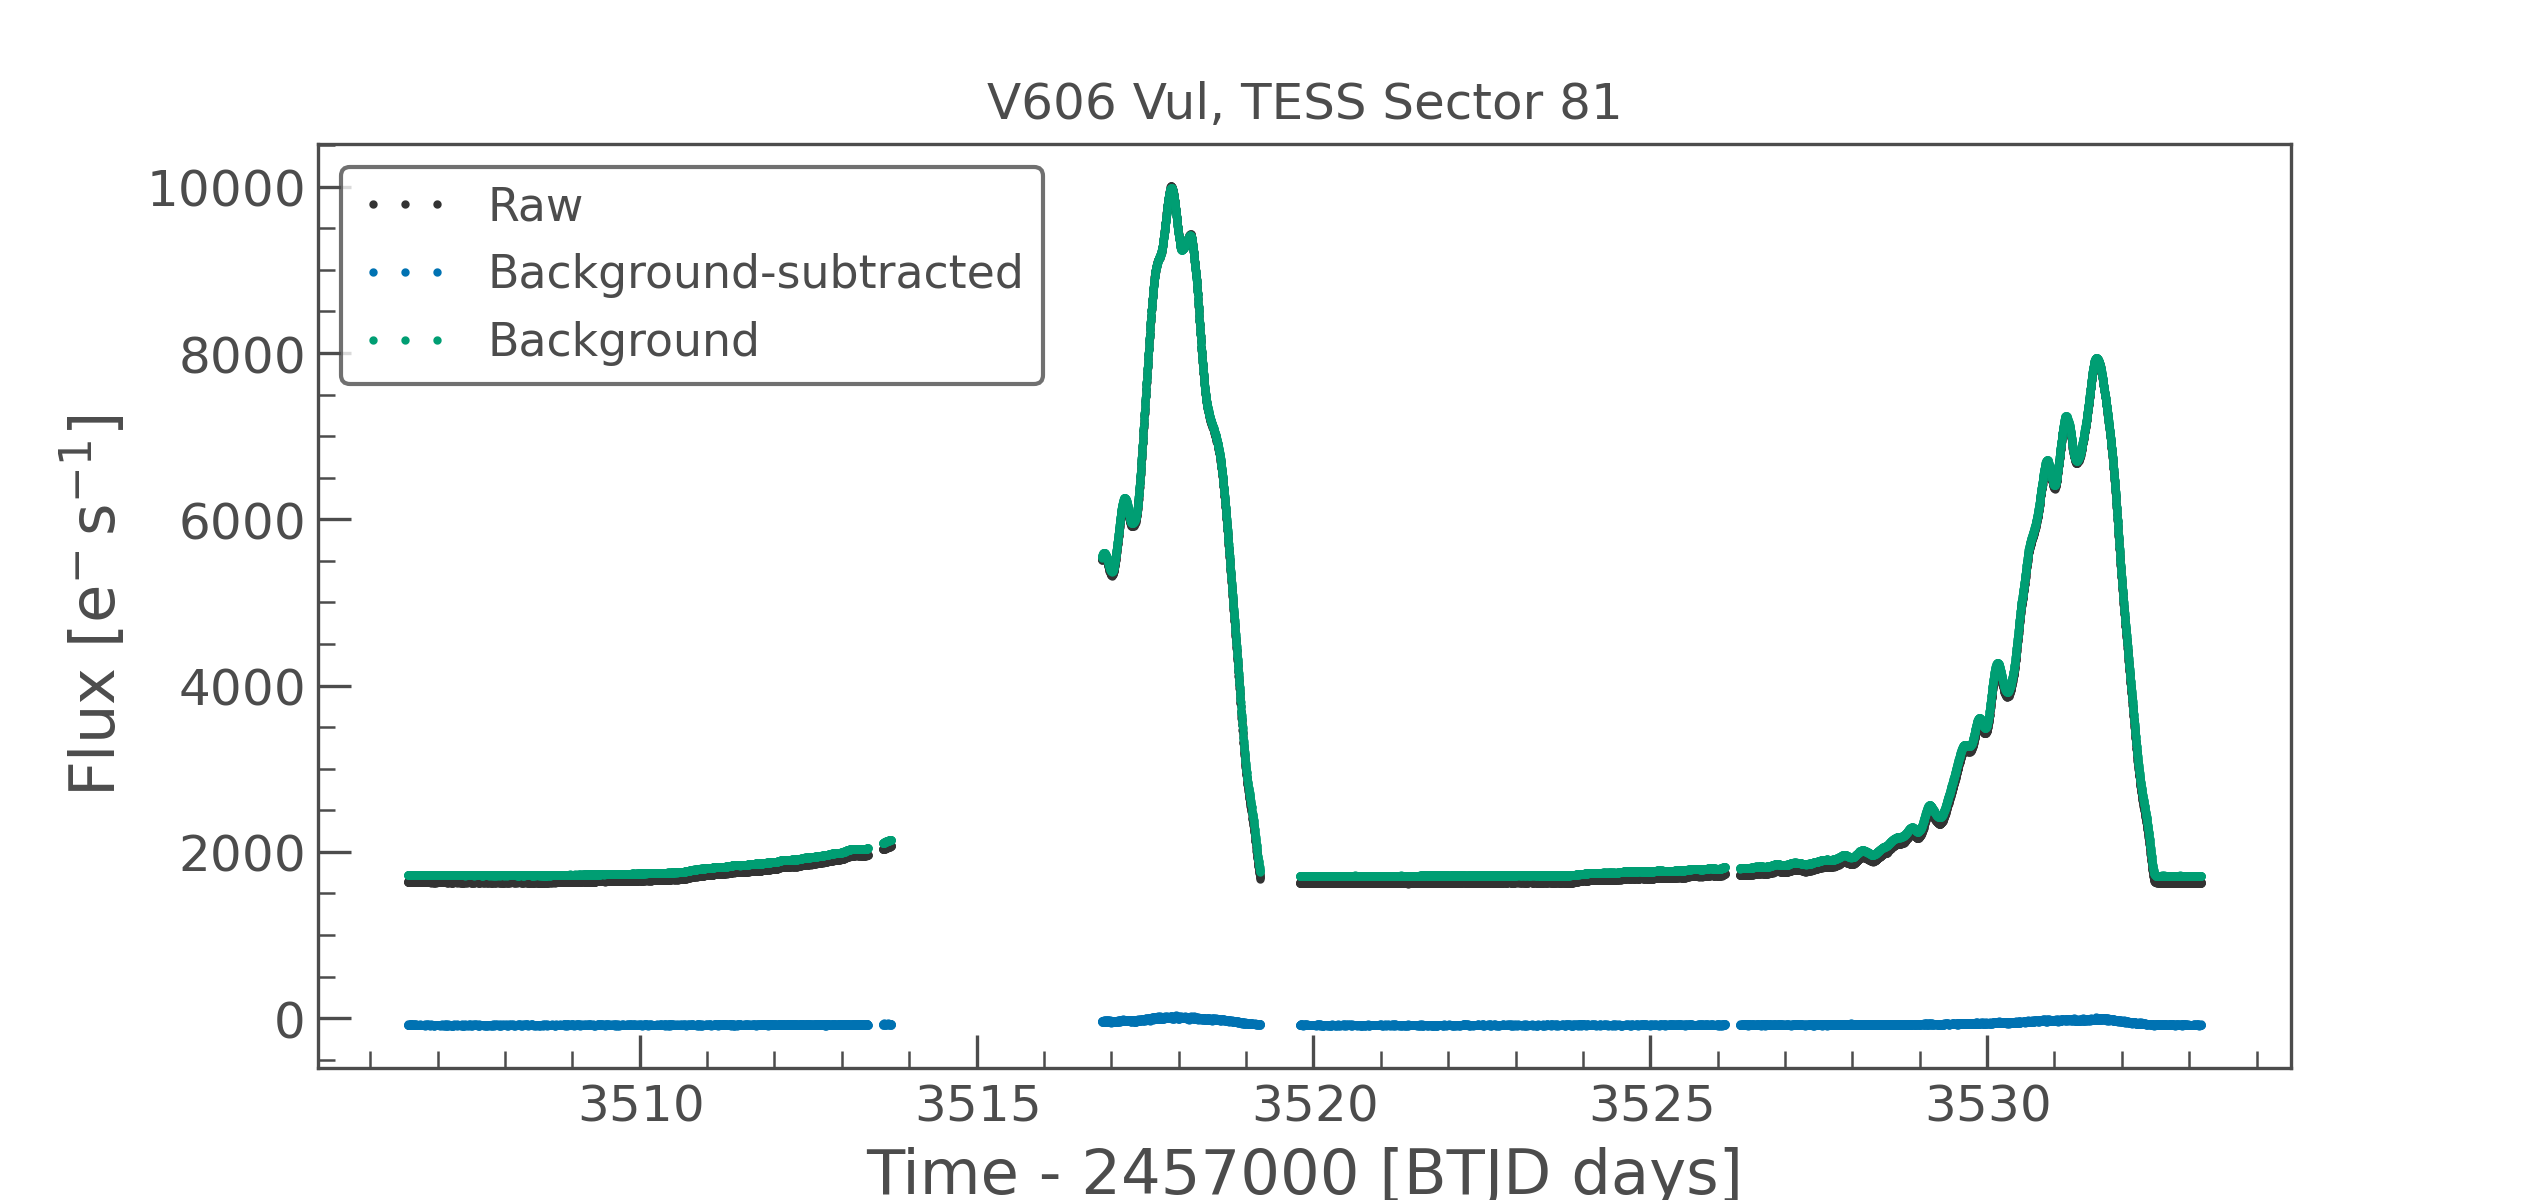 V606 Vul, TESS Sector 81
Raw
Background-subtracted
Background
10000
8000
6000
4000
2000
0
Flux [e⁻ s⁻¹]
3510 3515 3520 3525 3530
Time - 2457000 [BTJD days]